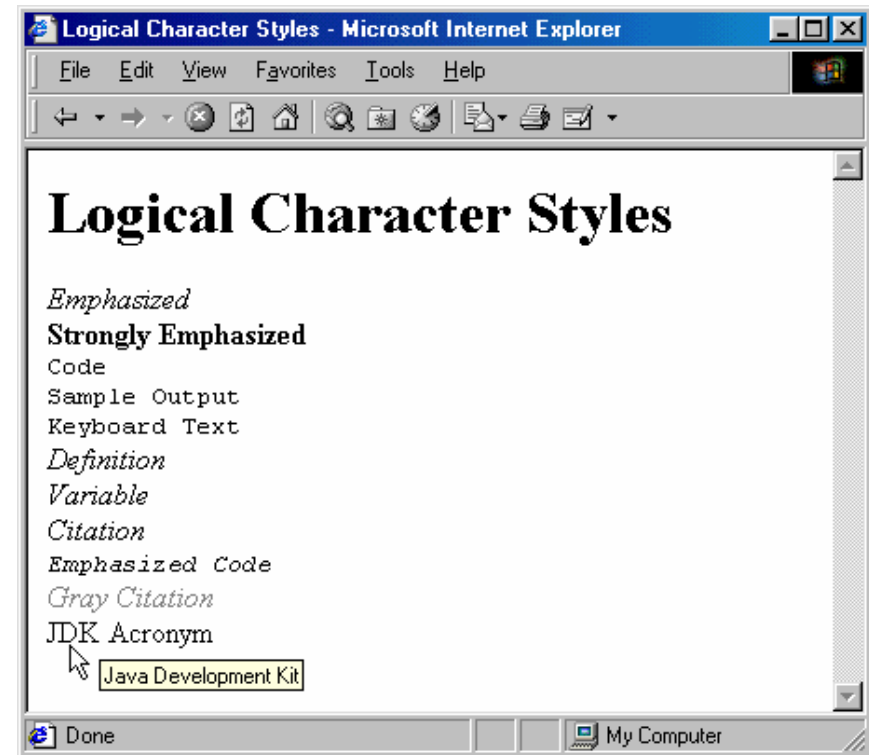 Logical Character Styles - Microsoft Internet Explorer
File Edit View Favorites Tools Help
Logical Character Styles
Emphasized
Strongly Emphasized
Code
Sample Output
Keyboard Text
Definition
Variable
Citation
Emphasized Code
Gray Citation
JDK Acronym
Java Development Kit
Done My Computer